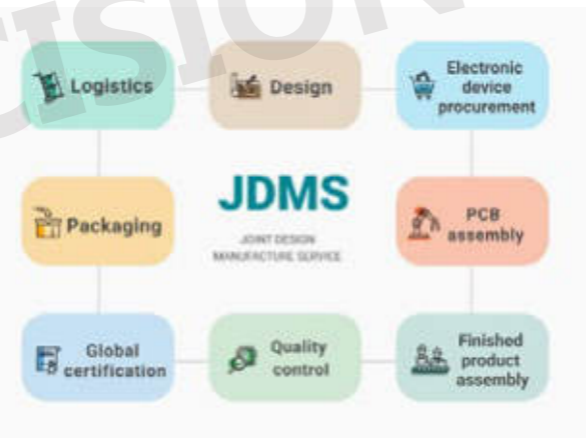 CISION
Logistics
Design
Electronic
device
procurement
Packaging
JDMS
JOINT DESIGN
MANUFACTURE SERVICE
PCB
assembly
Global
certification
Quality
control
Finished
product
assembly